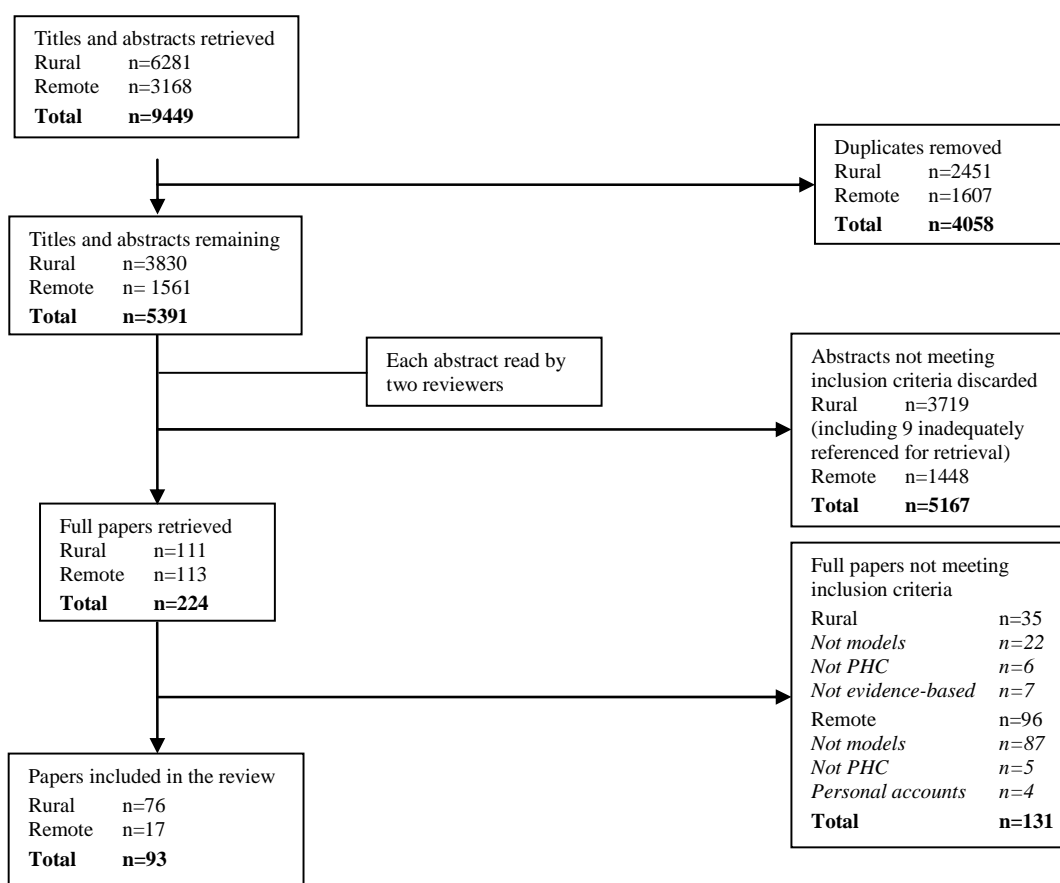 Titles and abstracts retrieved
Rural n=6281
Remote n=3168
Total n=9449
Duplicates removed
Rural n=2451
Remote n=1607
Total n=4058
Titles and abstracts remaining
Rural n=3830
Remote n= 1561
Total n=5391
Each abstract read by
two reviewers
Abstracts not meeting
inclusion criteria discarded
Rural n=3719
(including 9 inadequately
referenced for retrieval)
Remote n=1448
Total n=5167
Full papers retrieved
Rural n=111
Remote n=113
Total n=224
Full papers not meeting
inclusion criteria
Rural n=35
Not models n=22
Not PHC n=6
Not evidence-based n=7
Remote n=96
Not models n=87
Not PHC n=5
Personal accounts n=4
Total n=131
Papers included in the review
Rural n=76
Remote n=17
Total n=93